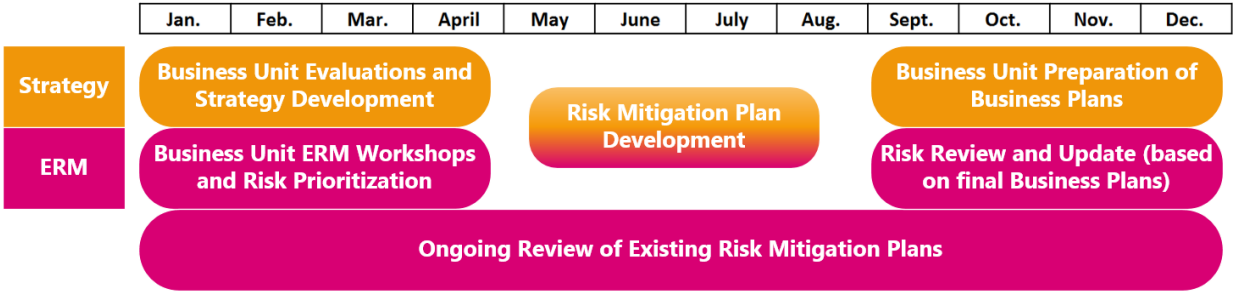 Jan. Feb. Mar. April May June July Aug. Sept. Oct. Nov. Dec.
Strategy
Business Unit Evaluations and
Strategy Development
Risk Mitigation Plan
Development
Business Unit Preparation of
Business Plans
ERM
Business Unit ERM Workshops
and Risk Prioritization
Risk Review and Update (based
on final Business Plans)
Ongoing Review of Existing Risk Mitigation Plans